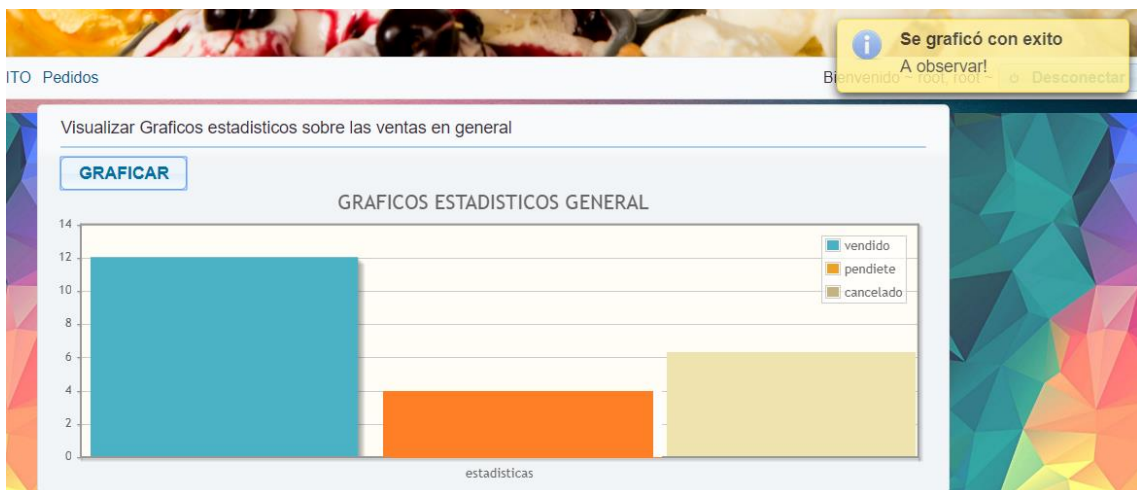 Se graficó con exito
A observar!
ITO Pedidos
Bienvenido ~ root, root ~ Desconectar
Visualizar Graficos estadisticos sobre las ventas en general
GRAFICAR
GRAFICOS ESTADISTICOS GENERAL
14
12
10
8
6
4
2
0
vendido
pendiete
cancelado
estadisticas